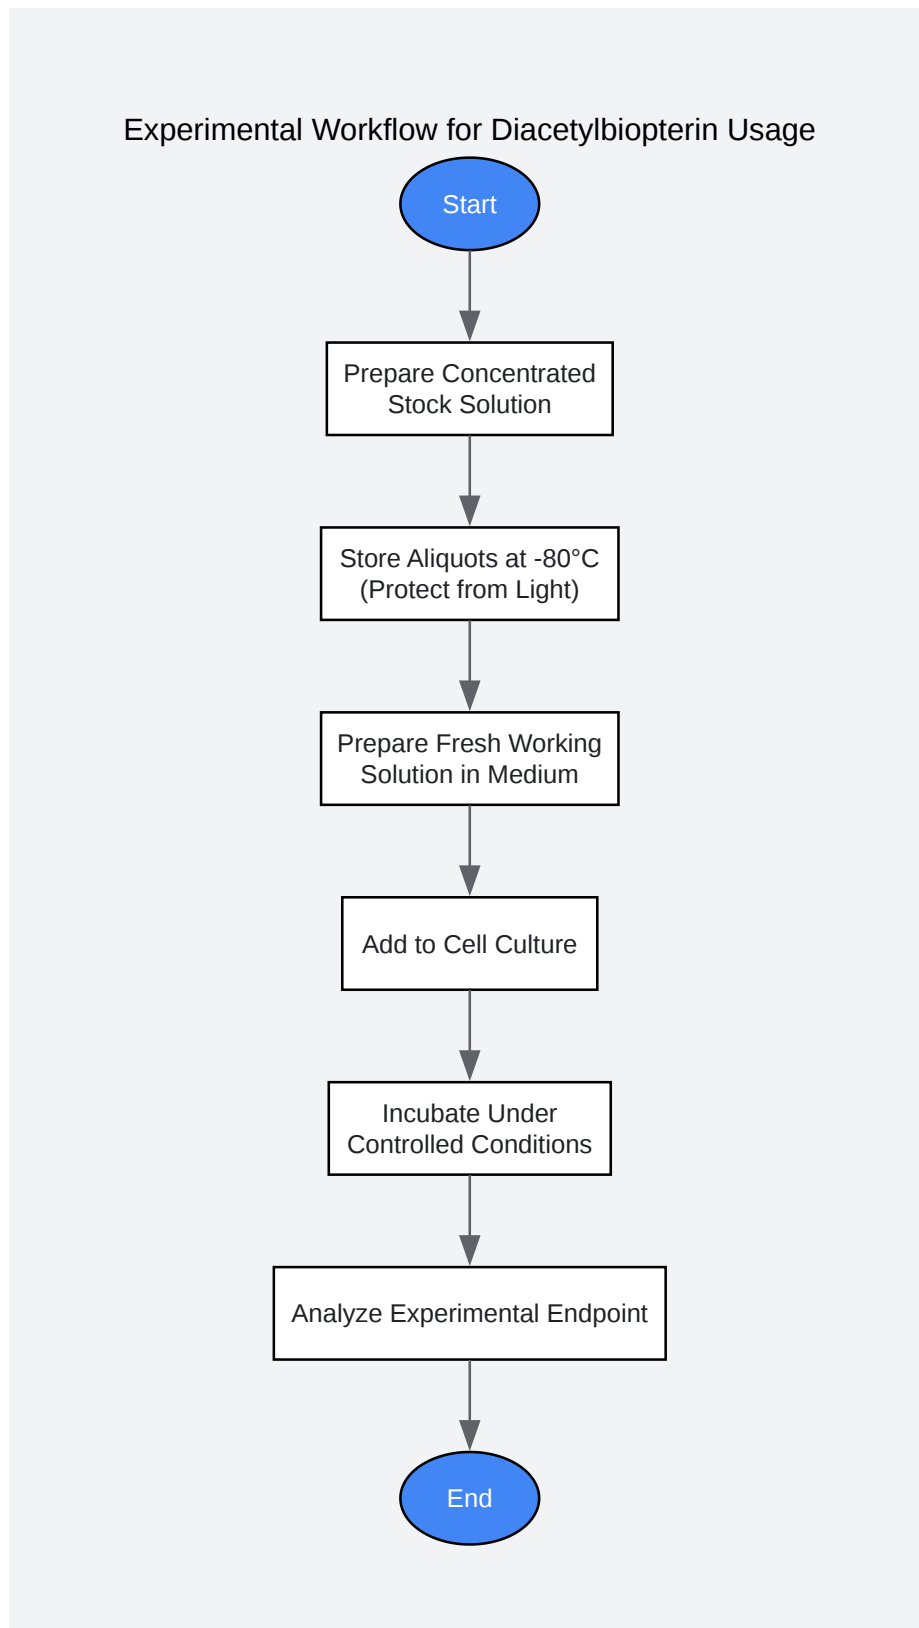 Experimental Workflow for Diacetylbiopterin Usage
Start
Prepare Concentrated
Stock Solution
Store Aliquots at -80°C
(Protect from Light)
Prepare Fresh Working
Solution in Medium
Add to Cell Culture
Incubate Under
Controlled Conditions
Analyze Experimental Endpoint
End